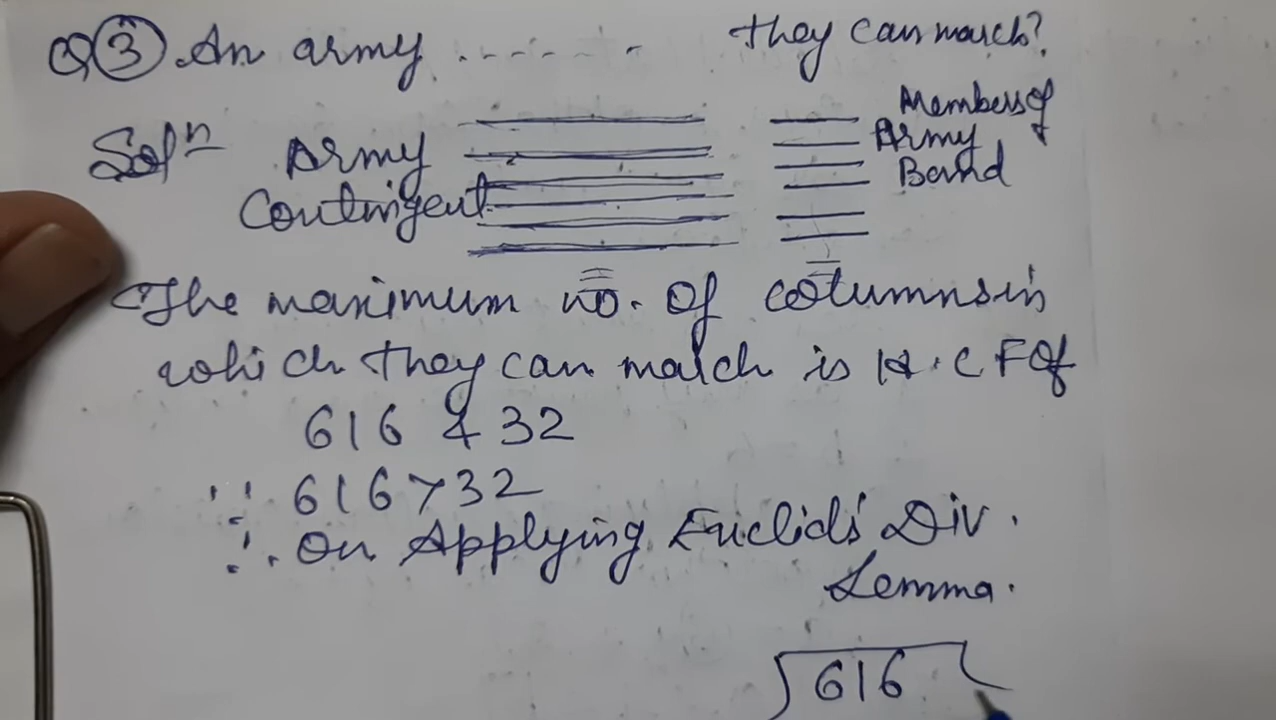 Q③ An army ....... they can march?
Solⁿ Army Contingent
Members of
Army
Band
The maximum no. of columns in
which they can march is H.C F of
616 & 32
∵ 616 > 32
∴ On Applying Euclid's Div.
Lemma.
616